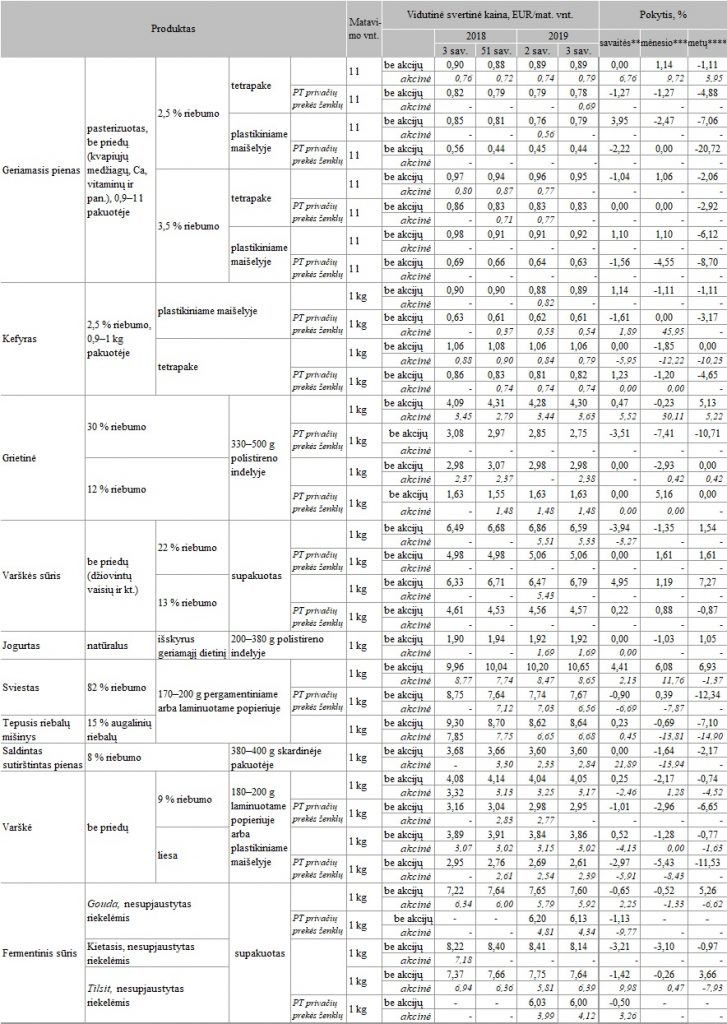 Produktas Matavi- Vidutinė svertinė kaina, EUR/mat. vnt. Pokytis, %
mo vnt. 2018 2019 savaitės** mėnesio*** metų****
3 sav. 51 sav. 2 sav. 3 sav.
Geriamasis pienas pasterizuotas, be priedų (kvapiųjų medžiagų, Ca, vitaminų ir pan.), 0,9–1 l pakuotėje
2,5 % riebumo tetrapake 1 l be akcijų 0,90 0,88 0,89 0,89 0,00 1,14 -1,11
akcinė 0,76 0,72 0,74 0,79 6,76 9,72 3,95
PT privačių prekės ženklų 1 l be akcijų 0,82 0,79 0,79 0,78 -1,27 -1,27 -4,88
akcinė - - - 0,69 - - -
plastikiniame maišelyje 1 l be akcijų 0,85 0,81 0,76 0,79 3,95 -2,47 -7,06
akcinė - - 0,56 - - - -
PT privačių prekės ženklų 1 l be akcijų 0,56 0,44 0,45 0,44 -2,22 0,00 -20,72
akcinė - - - - - - -
3,5 % riebumo tetrapake 1 l be akcijų 0,97 0,94 0,96 0,95 -1,04 1,06 -2,06
akcinė 0,80 0,87 0,77 - - - -
PT privačių prekės ženklų 1 l be akcijų 0,86 0,83 0,83 0,83 0,00 0,00 -2,92
akcinė - 0,71 0,77 - - - -
plastikiniame maišelyje 1 l be akcijų 0,98 0,91 0,91 0,92 1,10 1,10 -6,12
akcinė - - - - - - -
PT privačių prekės ženklų 1 l be akcijų 0,69 0,66 0,64 0,63 -1,56 -4,55 -8,70
akcinė - - - - - - -
Kefyras 2,5 % riebumo, 0,9–1 kg pakuotėje
plastikiniame maišelyje 1 kg be akcijų 0,90 0,90 0,88 0,89 1,14 -1,11 -1,11
akcinė - - 0,82 - - - -
PT privačių prekės ženklų 1 kg be akcijų 0,63 0,61 0,62 0,61 -1,61 0,00 -3,17
akcinė - 0,37 0,53 0,54 1,89 45,95 -
tetrapake 1 kg be akcijų 1,06 1,08 1,06 1,06 0,00 -1,85 0,00
akcinė 0,88 0,90 0,84 0,79 -5,95 -12,22 -10,23
PT privačių prekės ženklų 1 kg be akcijų 0,86 0,83 0,81 0,82 1,23 -1,20 -4,65
akcinė - 0,74 0,74 0,74 0,00 0,00 -
Grietinė 330–500 g polistireno indelyje
30 % riebumo 1 kg be akcijų 4,09 4,31 4,28 4,30 0,47 -0,23 5,13
akcinė 3,45 2,79 3,44 3,63 5,52 30,11 5,22
PT privačių prekės ženklų 1 kg be akcijų 3,08 2,97 2,85 2,75 -3,51 -7,41 -10,71
akcinė - - - - - - -
12 % riebumo 1 kg be akcijų 2,98 3,07 2,98 2,98 0,00 -2,93 0,00
akcinė 2,37 2,37 - 2,38 - 0,42 0,42
PT privačių prekės ženklų 1 kg be akcijų 1,63 1,55 1,63 1,63 0,00 5,16 0,00
akcinė - 1,48 1,48 1,48 0,00 0,00 -
Varškės sūris be priedų (džiovintų vaisių ir kt.) supakuotas
22 % riebumo 1 kg be akcijų 6,49 6,68 6,86 6,59 -3,94 -1,35 1,54
akcinė - - 5,51 5,33 -3,27 - -
PT privačių prekės ženklų 1 kg be akcijų 4,98 4,98 5,06 5,06 0,00 1,61 1,61
akcinė - - - - - - -
13 % riebumo 1 kg be akcijų 6,33 6,71 6,47 6,79 4,95 1,19 7,27
akcinė - - 5,43 - - - -
PT privačių prekės ženklų 1 kg be akcijų 4,61 4,53 4,56 4,57 0,22 0,88 -0,87
akcinė - - - - - - -
Jogurtas natūralus išskyrus geriamąjį dietinį 200–380 g polistireno indelyje 1 kg be akcijų 1,90 1,94 1,92 1,92 0,00 -1,03 1,05
akcinė - - 1,69 1,69 0,00 - -
Sviestas 82 % riebumo 170–200 g pergamentiniame arba laminuotame popieriuje 1 kg be akcijų 9,96 10,04 10,20 10,65 4,41 6,08 6,93
akcinė 8,77 7,74 8,47 8,65 2,13 11,76 -1,37
PT privačių prekės ženklų 1 kg be akcijų 8,75 7,64 7,74 7,67 -0,90 0,39 -12,34
akcinė - 7,12 7,03 6,56 -6,69 -7,87 -
Tepusis riebalų mišinys 15 % augalinių riebalų 1 kg be akcijų 9,30 8,70 8,62 8,64 0,23 -0,69 -7,10
akcinė 7,85 7,75 6,65 6,68 0,45 -13,81 -14,90
Saldintas sutirštintas pienas 8 % riebumo 380–400 g skardinėje pakuotėje 1 kg be akcijų 3,68 3,66 3,60 3,60 0,00 -1,64 -2,17
akcinė - 3,30 2,33 2,84 21,89 -13,94 -
Varškė be priedų 180–200 g laminuotame popieriuje arba plastikiniame maišelyje
9 % riebumo 1 kg be akcijų 4,08 4,14 4,04 4,05 0,25 -2,17 -0,74
akcinė 3,32 3,13 3,25 3,17 -2,46 1,28 -4,52
PT privačių prekės ženklų 1 kg be akcijų 3,16 3,04 2,98 2,95 -1,01 -2,96 -6,65
akcinė - 2,83 2,77 - - - -
liesa 1 kg be akcijų 3,89 3,91 3,84 3,86 0,52 -1,28 -0,77
akcinė 3,07 3,02 3,15 3,02 -4,13 0,00 -1,63
PT privačių prekės ženklų 1 kg be akcijų 2,95 2,76 2,69 2,61 -2,97 -5,43 -11,53
akcinė - 2,61 2,54 2,39 -5,91 -8,43 -
Fermentinis sūris supakuotas
Gouda, nesupjaustytas riekelėmis 1 kg be akcijų 7,22 7,64 7,65 7,60 -0,65 -0,52 5,26
akcinė 6,34 6,00 5,79 5,92 2,25 -1,33 -6,62
PT privačių prekės ženklų 1 kg be akcijų - - 6,20 6,13 -1,13 - -
akcinė - - 4,81 4,34 -9,77 - -
Kietasis, nesupjaustytas riekelėmis 1 kg be akcijų 8,22 8,40 8,41 8,14 -3,21 -3,10 -0,97
akcinė 7,18 - - - - - -
Tilsit, nesupjaustytas riekelėmis 1 kg be akcijų 7,37 7,66 7,75 7,64 -1,42 -0,26 3,66
akcinė 6,94 6,36 5,81 6,39 9,98 0,47 -7,93
PT privačių prekės ženklų 1 kg be akcijų - - 6,03 6,00 -0,50 - -
akcinė - - 3,99 4,12 3,26 - -